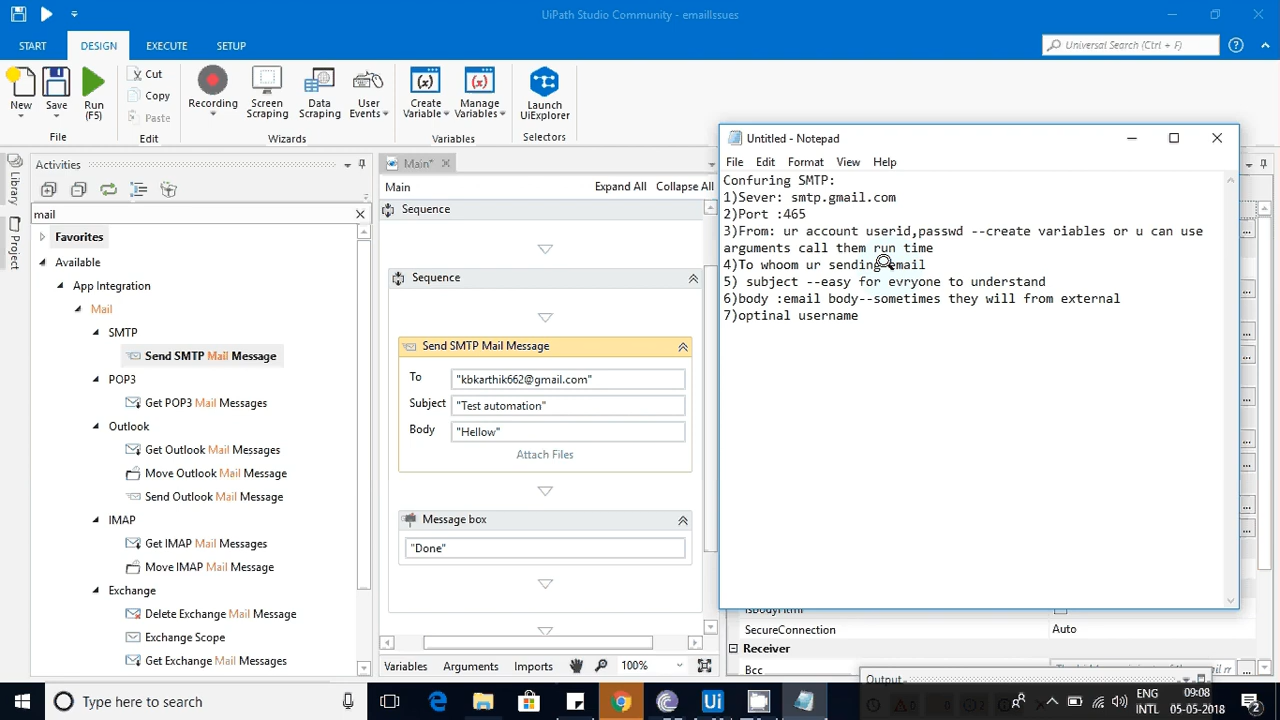 UiPath Studio Community - emailIssues
START
DESIGN
EXECUTE
SETUP
Universal Search (Ctrl + F)
New
Save
Run
(F5)
Cut
Copy
Paste
Recording
Screen
Scraping
Data
Scraping
User
Events
Create
Variable
Manage
Variables
Launch
UiExplorer
File
Edit
Wizards
Variables
Selectors
Library
Project
Activities
mail
Favorites
Available
App Integration
Mail
SMTP
Send SMTP Mail Message
POP3
Get POP3 Mail Messages
Outlook
Get Outlook Mail Messages
Move Outlook Mail Message
Send Outlook Mail Message
IMAP
Get IMAP Mail Messages
Move IMAP Mail Message
Exchange
Delete Exchange Mail Message
Exchange Scope
Get Exchange Mail Messages
Main*
Main
Expand All
Collapse All
Sequence
Sequence
Send SMTP Mail Message
To
"kbkarthik662@gmail.com"
Subject
"Test automation"
Body
"Hellow"
Attach Files
Message box
"Done"
Variables
Arguments
Imports
100%
Untitled - Notepad
File Edit Format View Help
Confuring SMTP:
1)Sever: smtp.gmail.com
2)Port :465
3)From: ur account userid,passwd --create variables or u can use
arguments call them run time
4)To whoom ur sending email
5) subject --easy for evryone to understand
6)body :email body--sometimes they will from external
7)optinal username
IsBodyHtml
SecureConnection
Auto
Receiver
Bcc
Output
Type here to search
ENG
INTL
09:08
05-05-2018